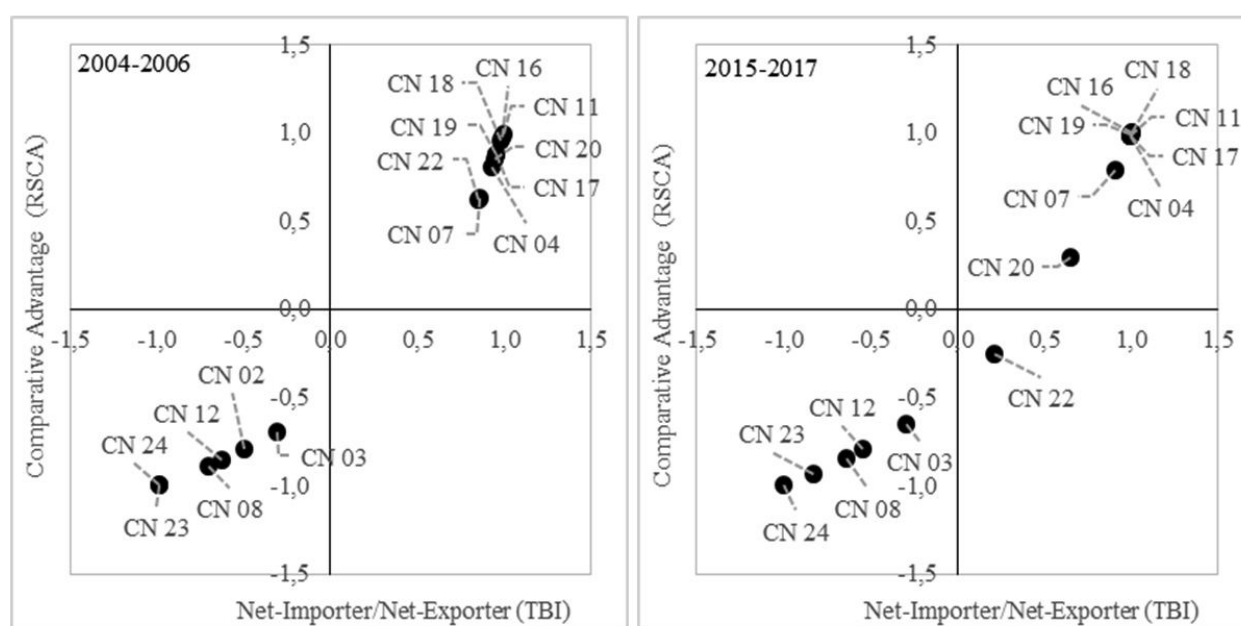 2004-2006
1,5
CN 16
CN 18
CN 11
1,0
CN 19
CN 20
CN 22
CN 17
0,5
CN 07
CN 04
0,0
-1,5 -1,0 -0,5 0,0 0,5 1,0 1,5
CN 02
-0,5
CN 12
CN 24
CN 03
-1,0
CN 08
CN 23
-1,5
Comparative Advantage (RSCA)
Net-Importer/Net-Exporter (TBI)
2015-2017
1,5
CN 18
CN 16
CN 11
1,0
CN 19
CN 17
CN 07
CN 04
0,5
CN 20
0,0
-1,5 -1,0 -0,5 0,0 0,5 1,0 1,5
-0,5
CN 22
CN 12
CN 23
CN 03
-1,0
CN 08
CN 24
-1,5
Comparative Advantage (RSCA)
Net-Importer/Net-Exporter (TBI)